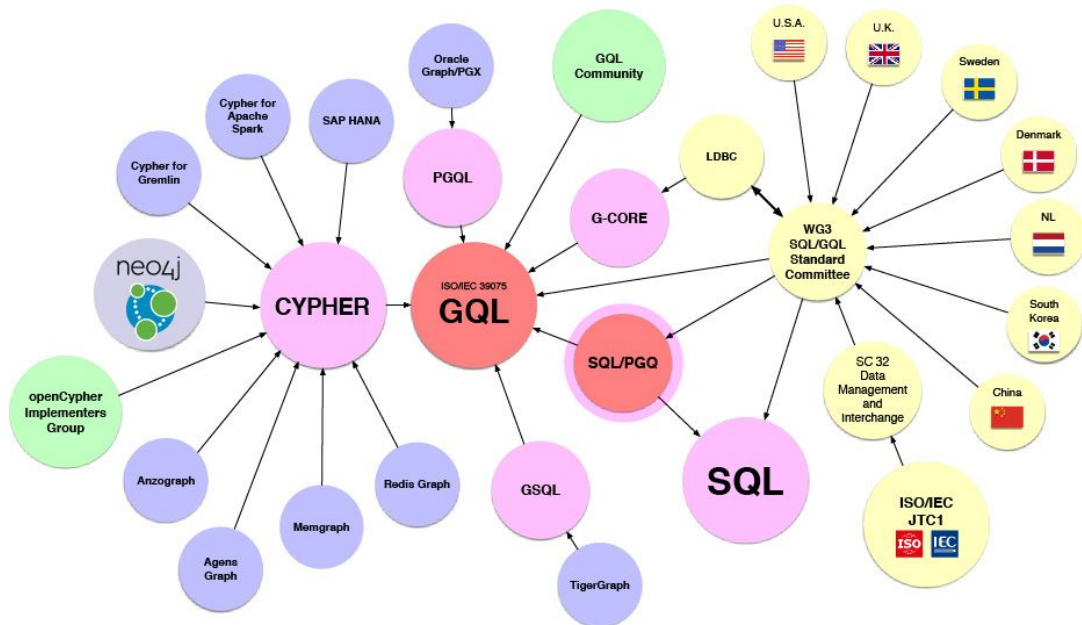 U.S.A.
U.K.
Sweden
Denmark
NL
South
Korea
China
Oracle
Graph/PGX
GQL
Community
Cypher for
Apache
Spark
SAP HANA
Cypher for
Gremlin
PGQL
LDBC
G-CORE
WG3
SQL/GQL
Standard
Committee
neo4j
CYPHER
ISO/IEC 39075
GQL
SQL/PGQ
SC 32
Data
Management
and
Interchange
openCypher
Implementers
Group
Anzograph
Agens
Graph
Memgraph
Redis Graph
GSQL
TigerGraph
SQL
ISO/IEC
JTC1
ISO
IEC